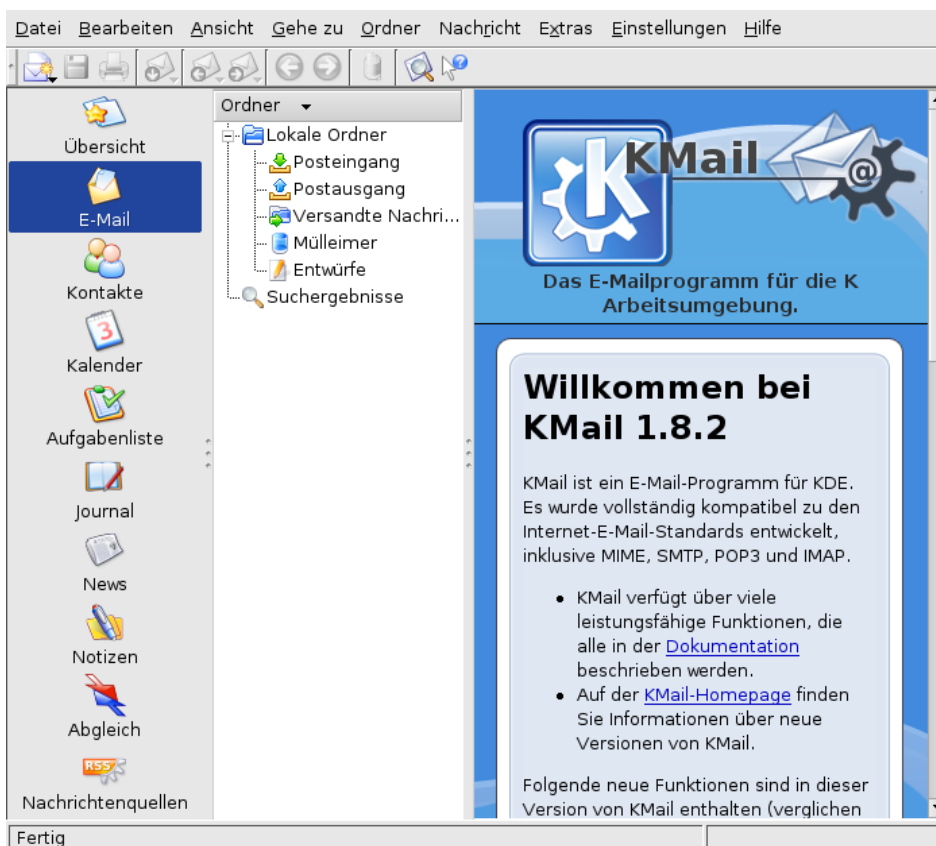 Datei Bearbeiten Ansicht Gehe zu Ordner Nachricht Extras Einstellungen Hilfe
Übersicht
E-Mail
Kontakte
3
Kalender
Aufgabenliste
Journal
News
Notizen
Abgleich
RSS
Nachrichtenquellen
Ordner
Lokale Ordner
Posteingang
Postausgang
Versandte Nachri...
Mülleimer
Entwürfe
Suchergebnisse
K
KMail
@
Das E-Mailprogramm für die K
Arbeitsumgebung.
Willkommen bei
KMail 1.8.2
KMail ist ein E-Mail-Programm für KDE.
Es wurde vollständig kompatibel zu den
Internet-E-Mail-Standards entwickelt,
inklusive MIME, SMTP, POP3 und IMAP.
• KMail verfügt über viele
leistungsfähige Funktionen, die
alle in der Dokumentation
beschrieben werden.
• Auf der KMail-Homepage finden
Sie Informationen über neue
Versionen von KMail.
Folgende neue Funktionen sind in dieser
Version von KMail enthalten (verglichen
Fertig